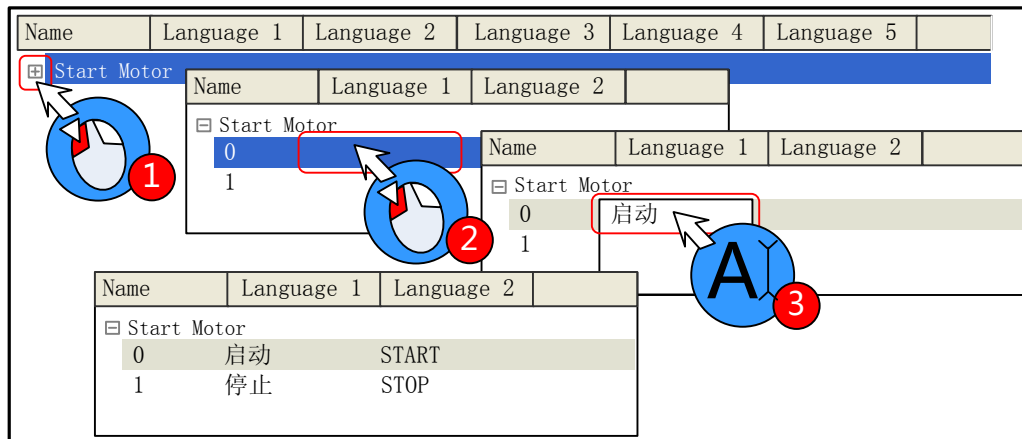 Name Language 1 Language 2 Language 3 Language 4 Language 5
Start Motor
1
Name Language 1 Language 2
Start Motor
0
1
2
Name Language 1 Language 2
Start Motor
0 启动
1
A
3
Name Language 1 Language 2
Start Motor
0 启动 START
1 停止 STOP